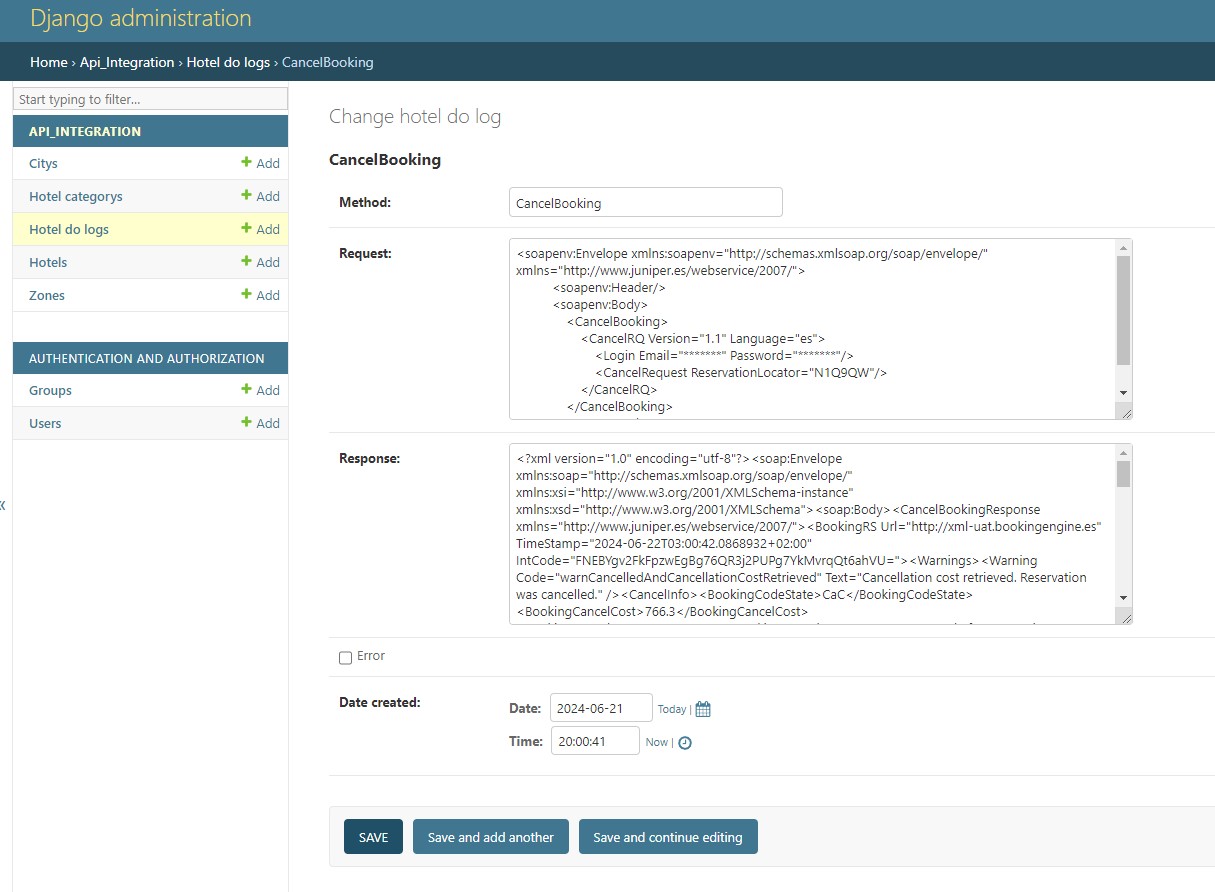 Django administration
Home › Api_Integration › Hotel do logs › CancelBooking
Start typing to filter...
API_INTEGRATION
Citys + Add
Hotel categorys + Add
Hotel do logs + Add
Hotels + Add
Zones + Add
AUTHENTICATION AND AUTHORIZATION
Groups + Add
Users + Add
«
Change hotel do log
CancelBooking
Method: CancelBooking
Request:
<soapenv:Envelope xmlns:soapenv="http://schemas.xmlsoap.org/soap/envelope/"
xmlns="http://www.juniper.es/webservice/2007/">
<soapenv:Header/>
<soapenv:Body>
<CancelBooking>
<CancelRQ Version="1.1" Language="es">
<Login Email="*******" Password="*******"/>
<CancelRequest ReservationLocator="N1Q9QW"/>
</CancelRQ>
</CancelBooking>
Response:
<?xml version="1.0" encoding="utf-8"?><soap:Envelope
xmlns:soap="http://schemas.xmlsoap.org/soap/envelope/"
xmlns:xsi="http://www.w3.org/2001/XMLSchema-instance"
xmlns:xsd="http://www.w3.org/2001/XMLSchema"><soap:Body><CancelBookingResponse
xmlns="http://www.juniper.es/webservice/2007/"><BookingRS Url="http://xml-uat.bookingengine.es"
TimeStamp="2024-06-22T03:00:42.0868932+02:00"
IntCode="FNEBYgv2FkFpzwEgBg76QR3j2PUPg7YkMvrqQt6ahVU="><Warnings><Warning
Code="warnCancelledAndCancellationCostRetrieved" Text="Cancellation cost retrieved. Reservation
was cancelled." /><CancelInfo><BookingCodeState>CaC</BookingCodeState>
<BookingCancelCost>766.3</BookingCancelCost>
Error
Date created:
Date: 2024-06-21 Today |
Time: 20:00:41 Now |
SAVE
Save and add another
Save and continue editing